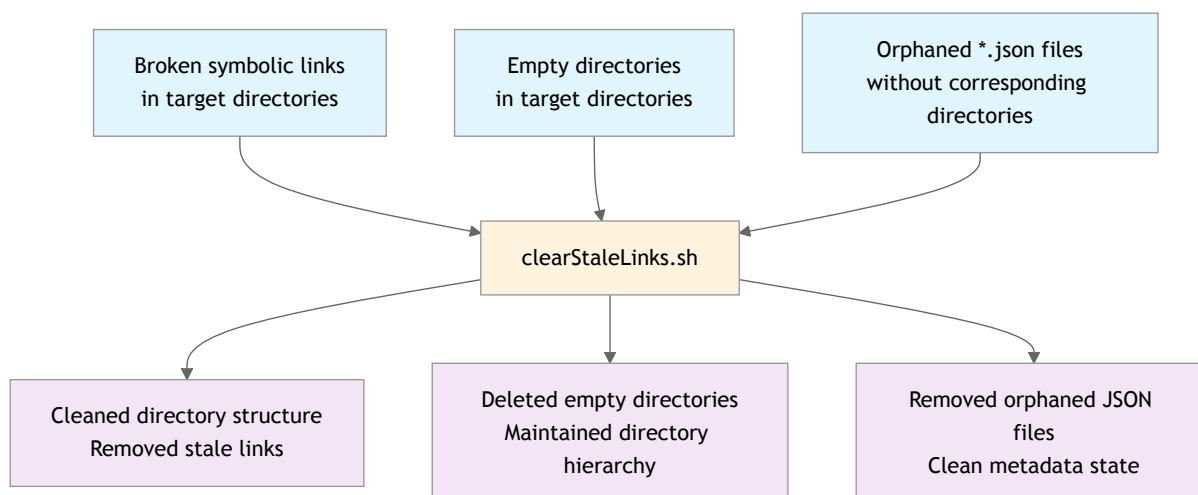 Broken symbolic links
in target directories
Empty directories
in target directories
Orphaned *.json files
without corresponding
directories
clearStaleLinks.sh
Cleaned directory structure
Removed stale links
Deleted empty directories
Maintained directory
hierarchy
Removed orphaned JSON
files
Clean metadata state